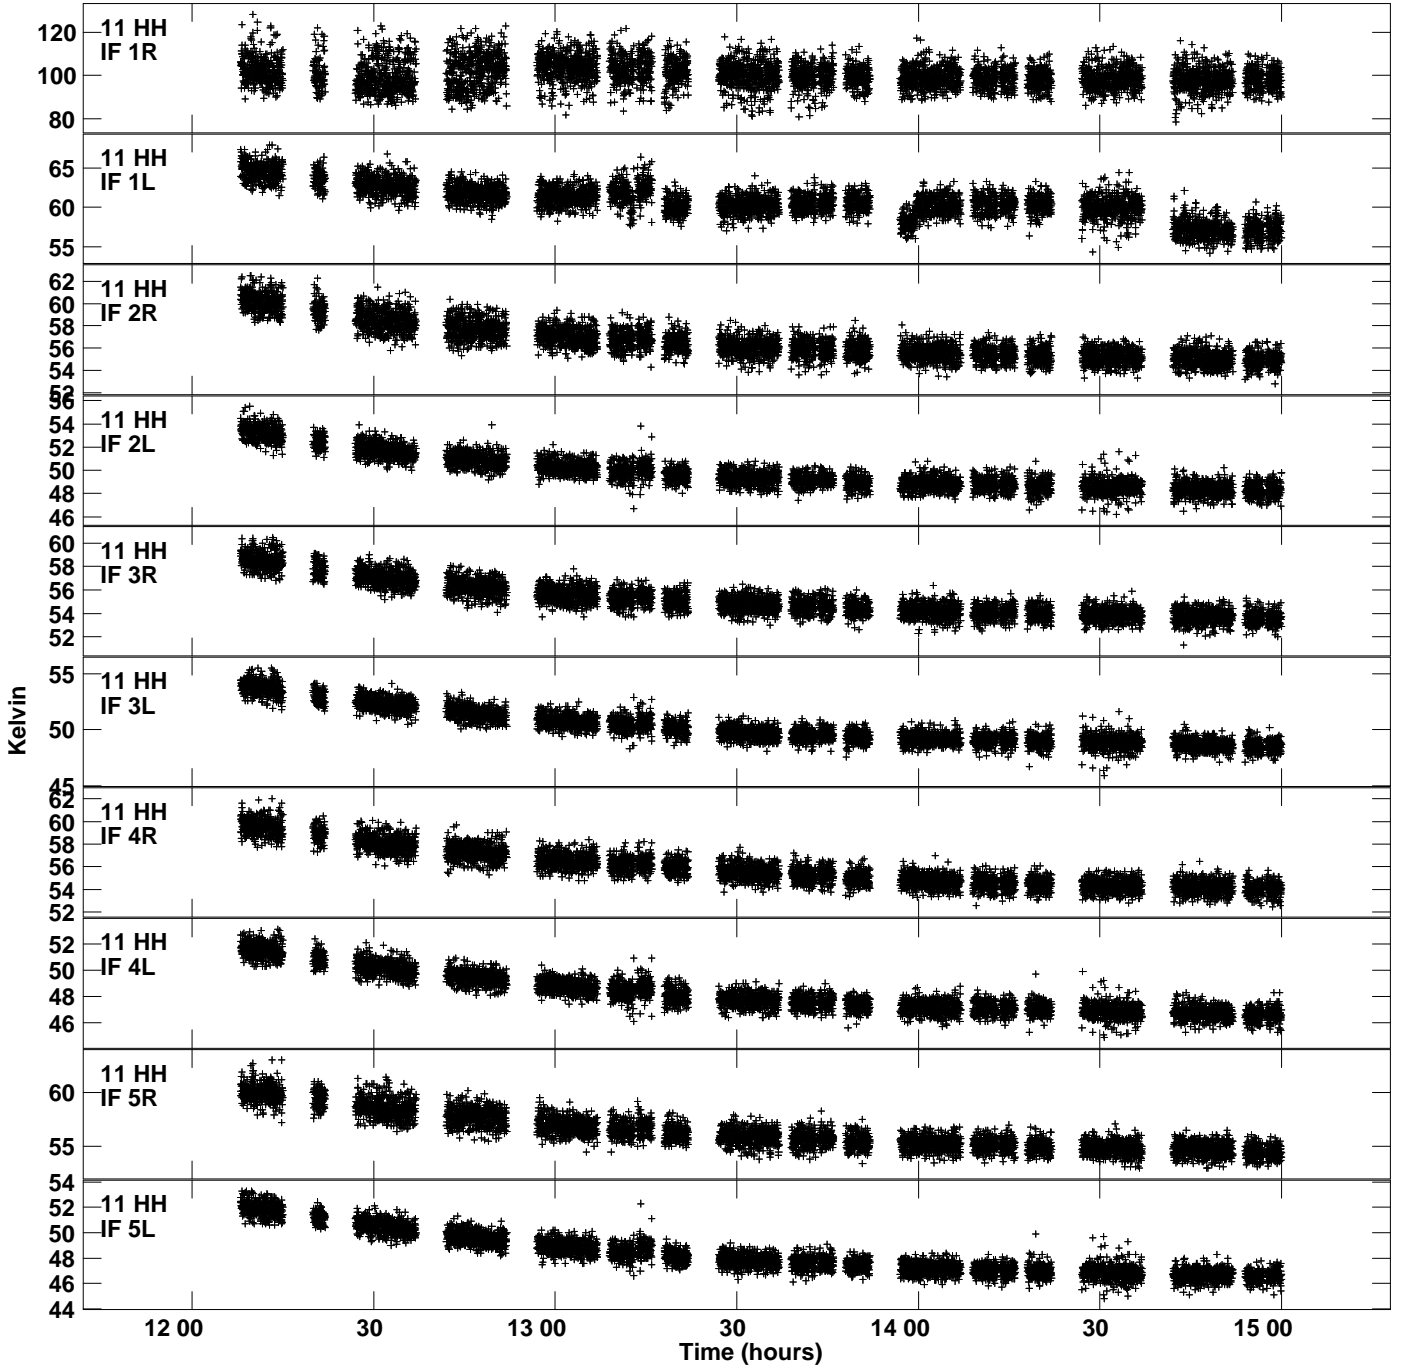 120
100
80
11 HH
IF 1R
65
60
55
11 HH
IF 1L
62
60
58
56
54
52
11 HH
IF 2R
56
54
52
50
48
46
11 HH
IF 2L
60
58
56
54
52
11 HH
IF 3R
55
50
45
11 HH
IF 3L
Kelvin
62
60
58
56
54
52
11 HH
IF 4R
52
50
48
46
11 HH
IF 4L
60
55
11 HH
IF 5R
54
52
50
48
46
44
11 HH
IF 5L
12 00 30 13 00 30 14 00 30 15 00
Time (hours)